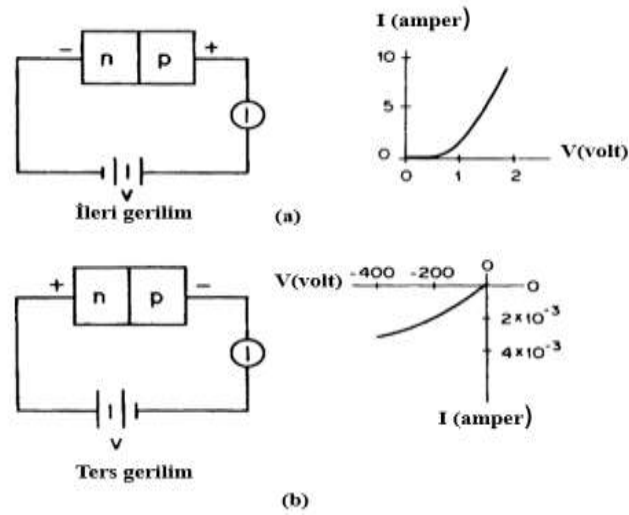 I (amper)
− n p +
10
5
0
I
V(volt)
0 1 2
V
İleri gerilim
(a)
V(volt) -400 -200 0
+ n p −
0
2×10⁻³
I
4×10⁻³
V
I (amper)
Ters gerilim
(b)